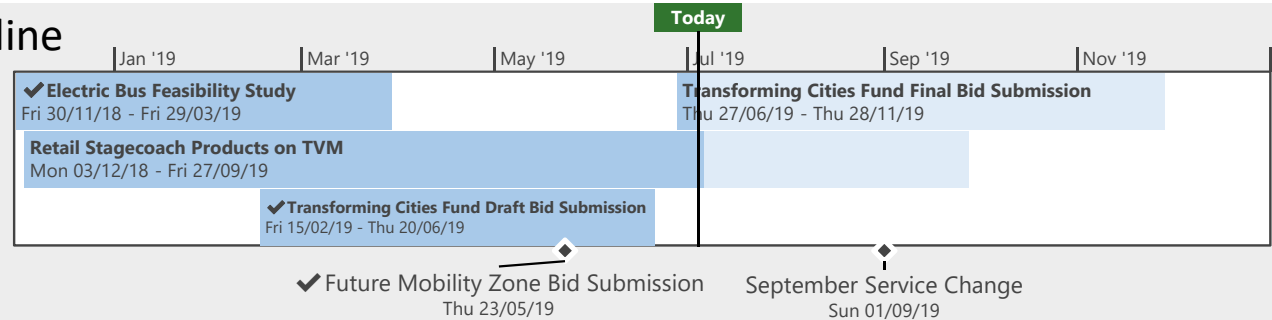 line
Today
Jan '19
Mar '19
May '19
Jul '19
Sep '19
Nov '19
✔Electric Bus Feasibility Study
Fri 30/11/18 - Fri 29/03/19
Transforming Cities Fund Final Bid Submission
Thu 27/06/19 - Thu 28/11/19
Retail Stagecoach Products on TVM
Mon 03/12/18 - Fri 27/09/19
✔Transforming Cities Fund Draft Bid Submission
Fri 15/02/19 - Thu 20/06/19
✔Future Mobility Zone Bid Submission
Thu 23/05/19
September Service Change
Sun 01/09/19